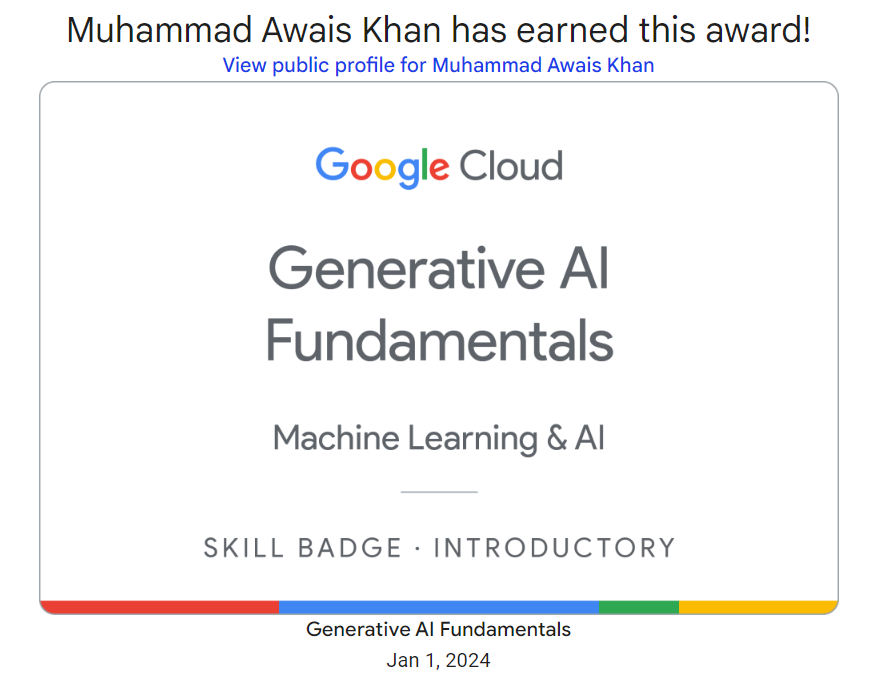 Muhammad Awais Khan has earned this award!
View public profile for Muhammad Awais Khan
Google Cloud
Generative AI
Fundamentals
Machine Learning & AI
SKILL BADGE · INTRODUCTORY
Generative AI Fundamentals
Jan 1, 2024